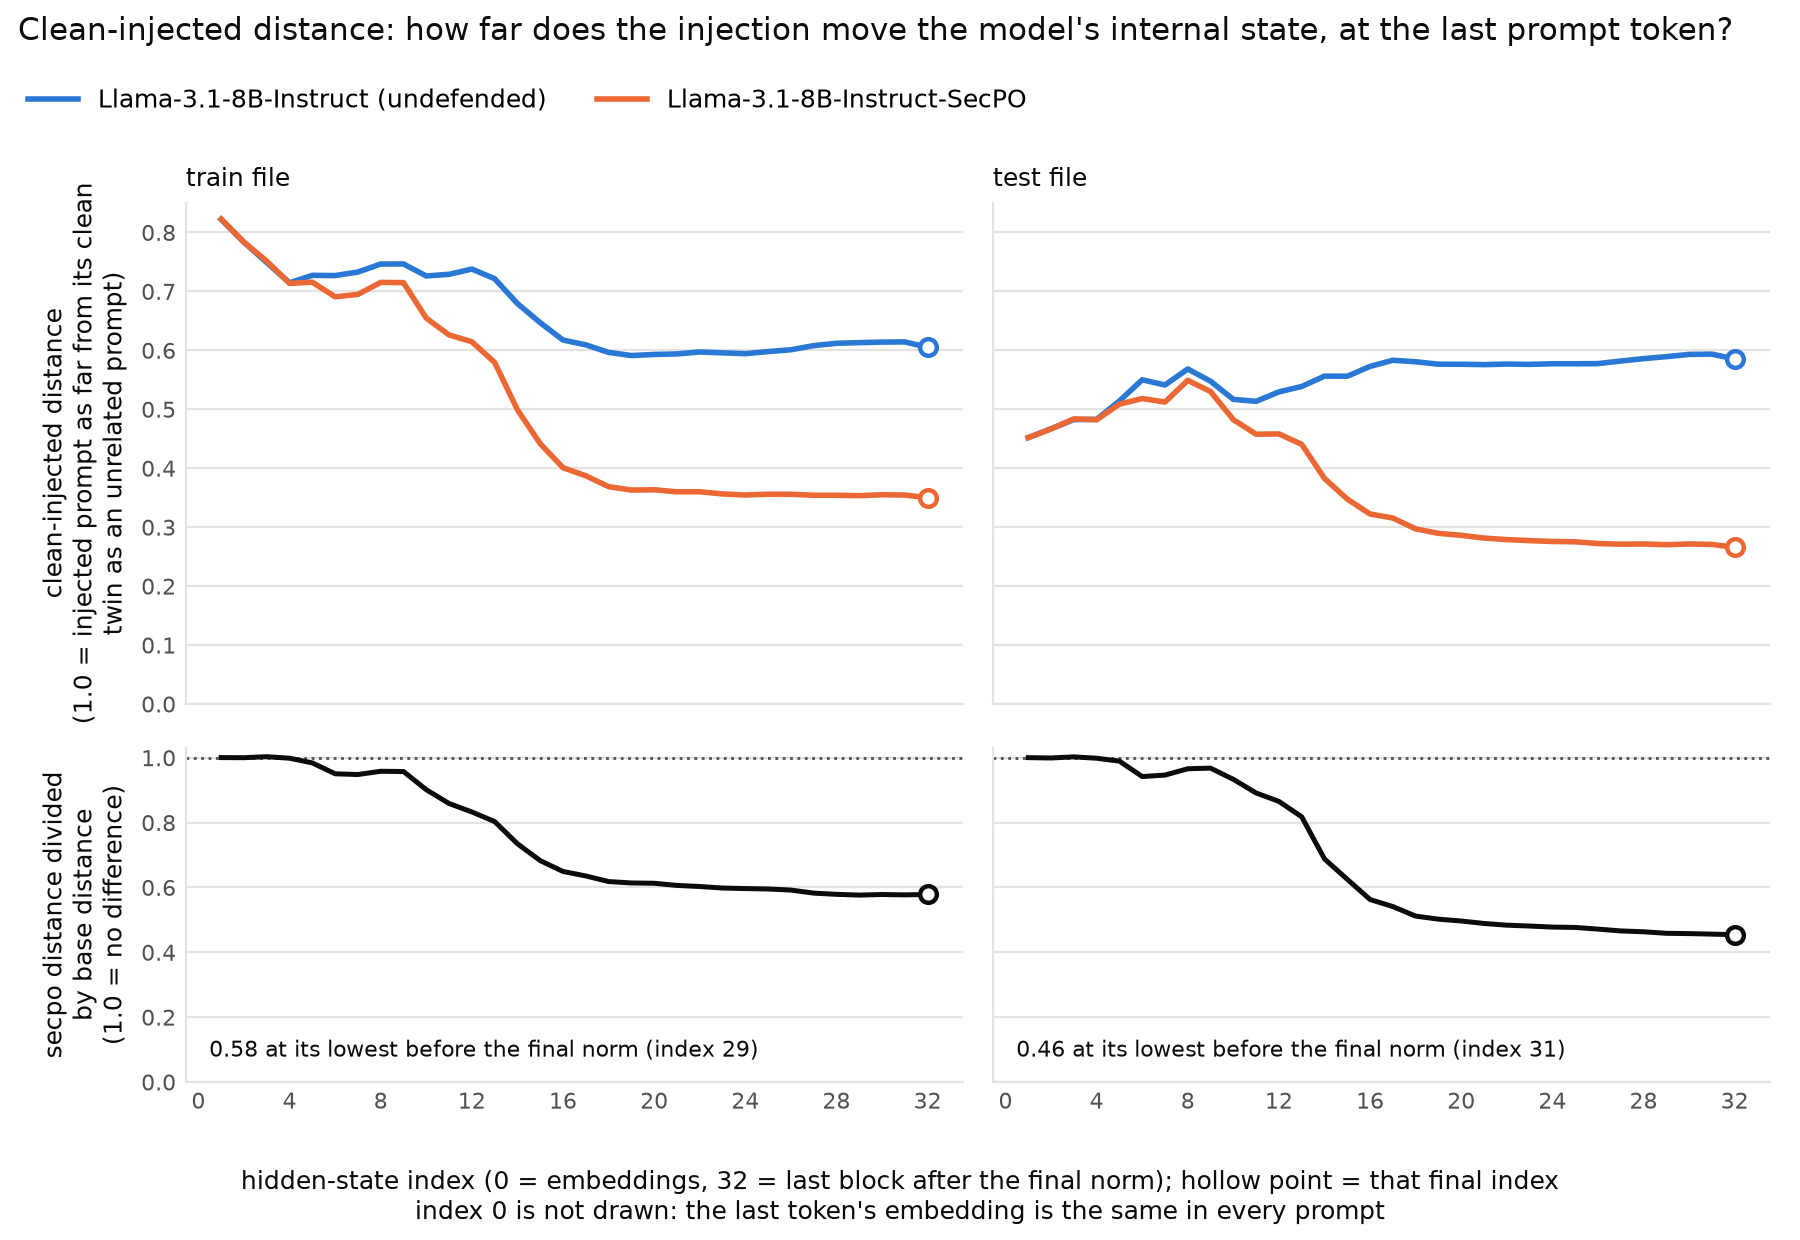 Clean-injected distance: how far does the injection move the model's internal state, at the last prompt token?
Llama-3.1-8B-Instruct (undefended)
Llama-3.1-8B-Instruct-SecPO
train file
test file
clean-injected distance
(1.0 = injected prompt as far from its clean
twin as an unrelated prompt)
0.8
0.7
0.6
0.5
0.4
0.3
0.2
0.1
0.0
secpo distance divided
by base distance
(1.0 = no difference)
1.0
0.8
0.6
0.4
0.2
0.0
0.58 at its lowest before the final norm (index 29)
0.46 at its lowest before the final norm (index 31)
0 4 8 12 16 20 24 28 32
0 4 8 12 16 20 24 28 32
hidden-state index (0 = embeddings, 32 = last block after the final norm); hollow point = that final index
index 0 is not drawn: the last token's embedding is the same in every prompt